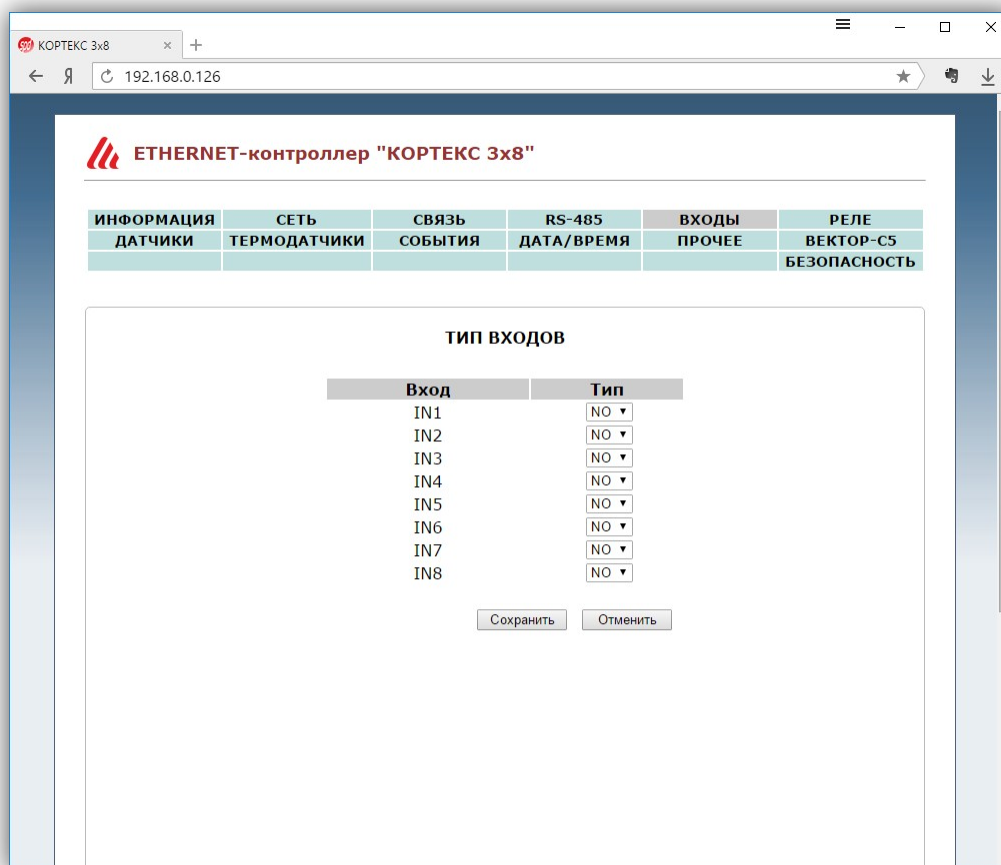 КОРТЕКС 3x8
192.168.0.126
ETHERNET-контроллер "КОРТЕКС 3x8"
ИНФОРМАЦИЯ СЕТЬ СВЯЗЬ RS-485 ВХОДЫ РЕЛЕ
ДАТЧИКИ ТЕРМОДАТЧИКИ СОБЫТИЯ ДАТА/ВРЕМЯ ПРОЧЕЕ ВЕКТОР-С5
БЕЗОПАСНОСТЬ
ТИП ВХОДОВ
Вход Тип
IN1 NO
IN2 NO
IN3 NO
IN4 NO
IN5 NO
IN6 NO
IN7 NO
IN8 NO
Сохранить Отменить